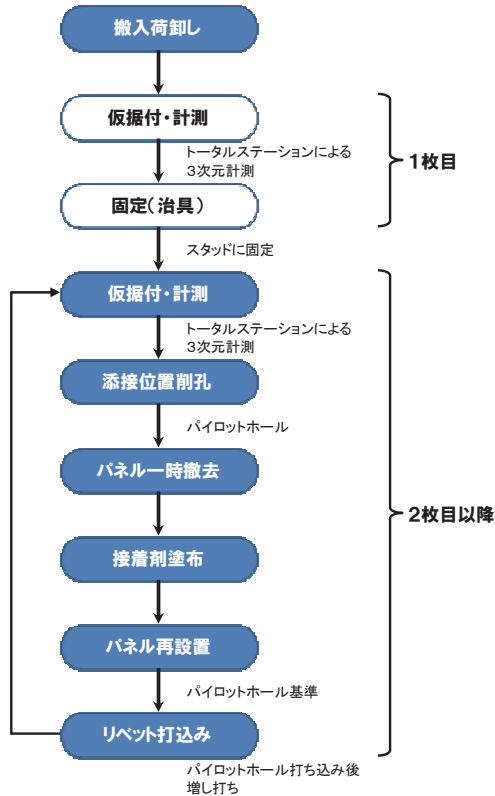 搬入荷卸し
仮据付・計測
トータルステーションによる
3次元計測
1枚目
固定(治具)
スタッドに固定
仮据付・計測
トータルステーションによる
3次元計測
添接位置削孔
パイロットホール
パネル一時撤去
2枚目以降
接着剤塗布
パネル再設置
パイロットホール基準
リベット打込み
パイロットホール打ち込み後
増し打ち